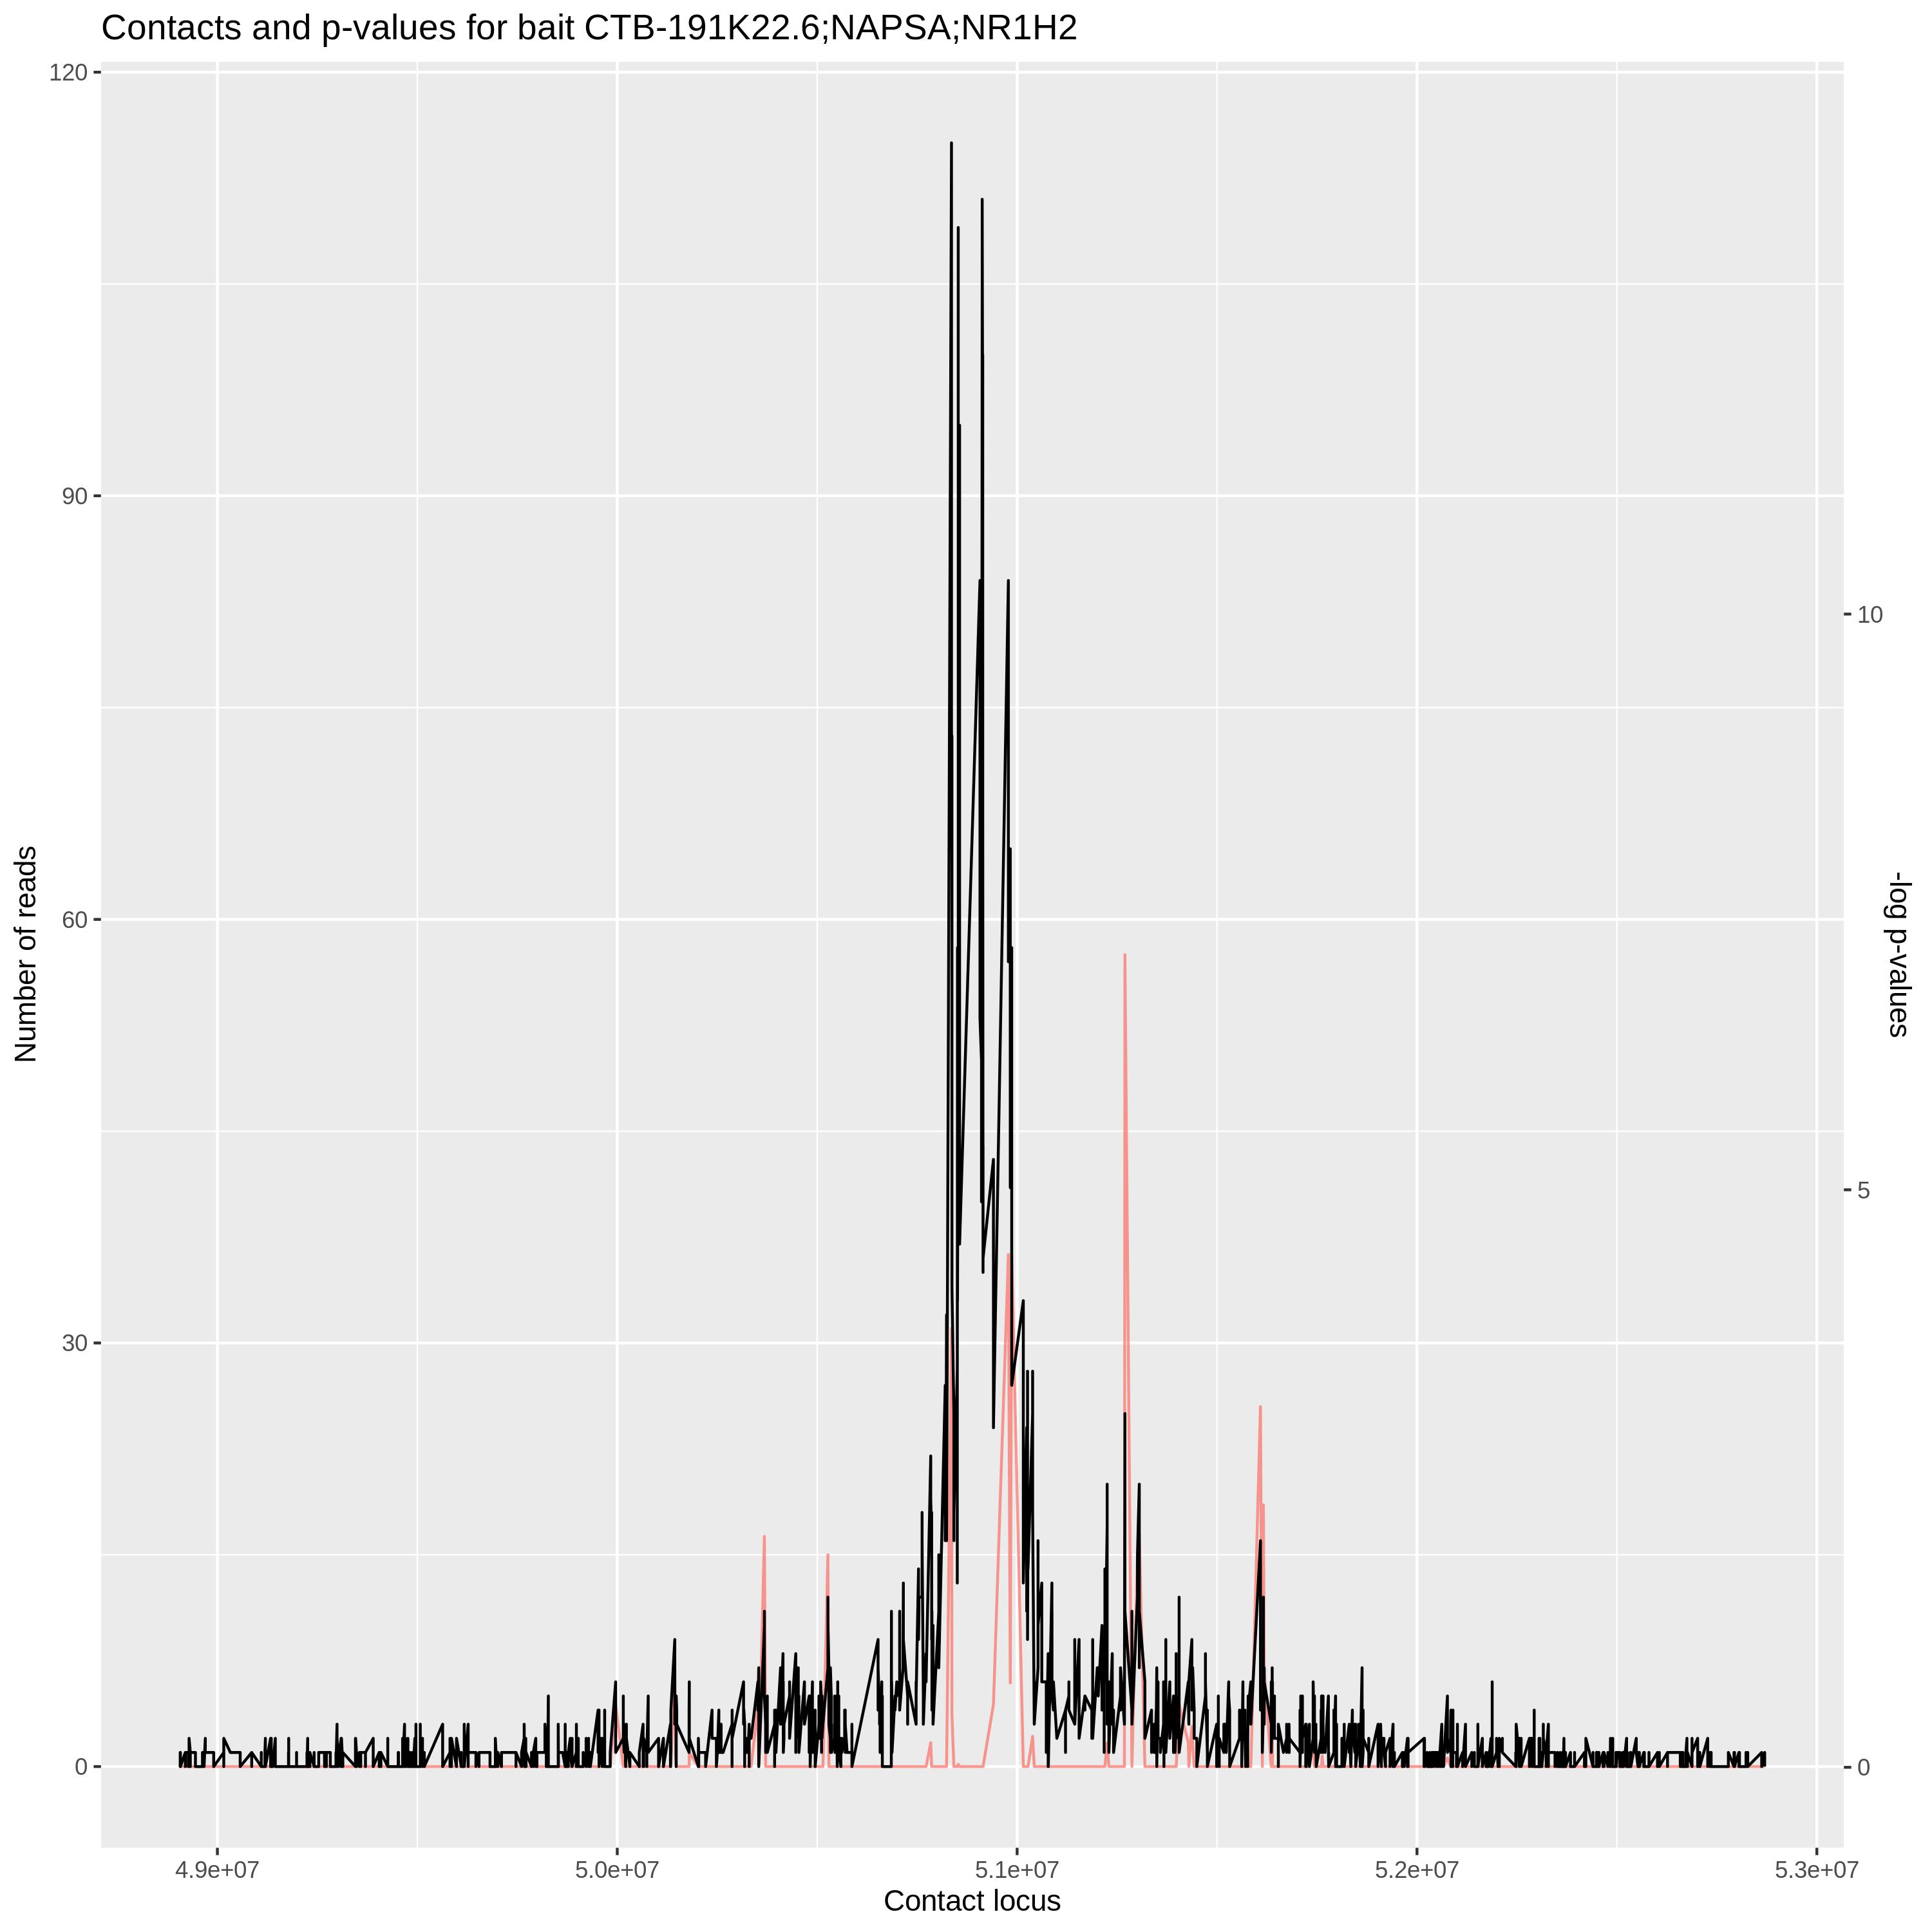 Contacts and p-values for bait CTB-191K22.6;NAPSA;NR1H2
120
90
60
30
0
Number of reads
10
5
0
-log p-values
4.9e+07 5.0e+07 5.1e+07 5.2e+07 5.3e+07
Contact locus